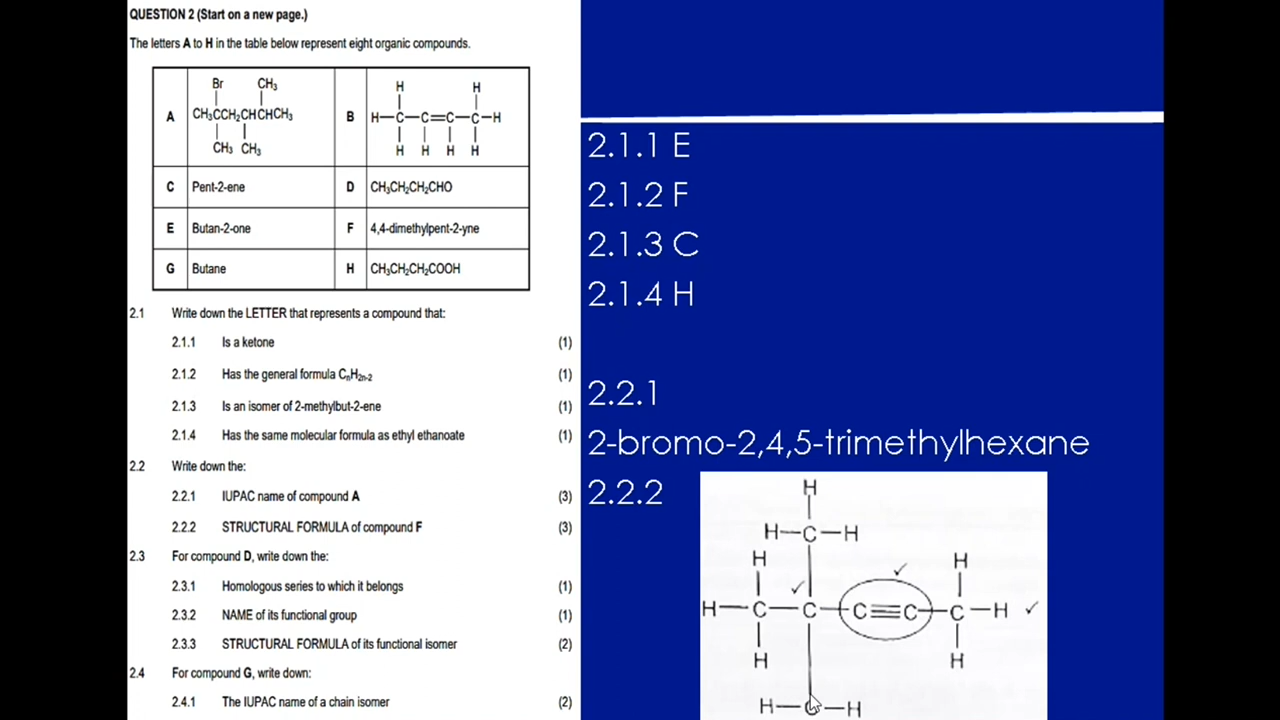 QUESTION 2 (Start on a new page.)
The letters A to H in the table below represent eight organic compounds.
A
Br CH₃
CH₃CCH₂CHCHCH₃
CH₃ CH₃
B
H H
H—C—C=C—C—H
H H H H
C Pent-2-ene
D CH₃CH₂CH₂CHO
E Butan-2-one
F 4,4-dimethylpent-2-yne
G Butane
H CH₃CH₂CH₂COOH
2.1 Write down the LETTER that represents a compound that:
2.1.1 Is a ketone (1)
2.1.2 Has the general formula CₙH₂ₙ₋₂ (1)
2.1.3 Is an isomer of 2-methylbut-2-ene (1)
2.1.4 Has the same molecular formula as ethyl ethanoate (1)
2.2 Write down the:
2.2.1 IUPAC name of compound A (3)
2.2.2 STRUCTURAL FORMULA of compound F (3)
2.3 For compound D, write down the:
2.3.1 Homologous series to which it belongs (1)
2.3.2 NAME of its functional group (1)
2.3.3 STRUCTURAL FORMULA of its functional isomer (2)
2.4 For compound G, write down:
2.4.1 The IUPAC name of a chain isomer (2)
2.1.1 E
2.1.2 F
2.1.3 C
2.1.4 H
2.2.1
2-bromo-2,4,5-trimethylhexane
2.2.2
H
H—C—H
H H
H—C—C—C≡C—C—H
H H
H—C—H